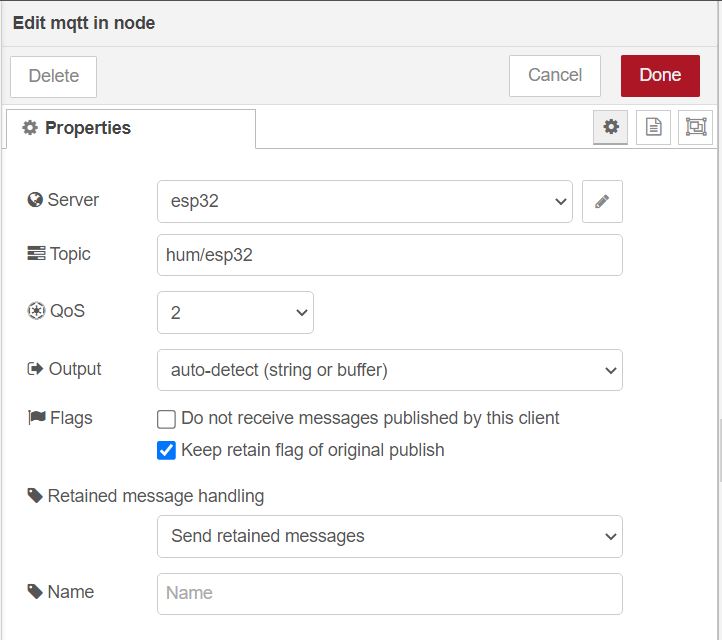 Edit mqtt in node
Delete
Cancel
Done
Properties
Server
esp32
Topic
hum/esp32
QoS
2
Output
auto-detect (string or buffer)
Flags
Do not receive messages published by this client
Keep retain flag of original publish
Retained message handling
Send retained messages
Name
Name